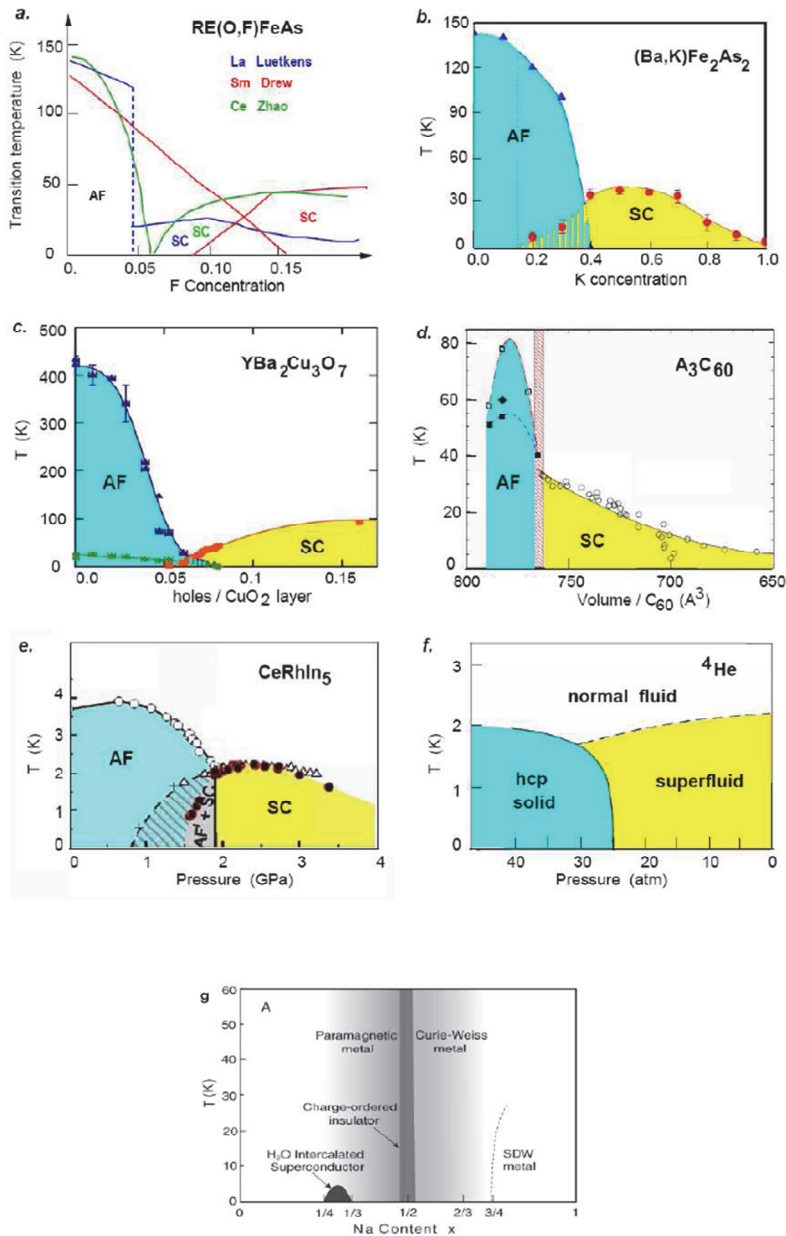 a.
RE(O,F)FeAs
La Luetkens
Sm Drew
Ce Zhao
Transition temperature (K)
150
100
50
0
AF
SC
SC
SC
0.
0.05
0.10
0.15
F Concentration
b.
(Ba,K)Fe2As2
T (K)
150
120
90
60
30
0
AF
SC
0.0
0.2
0.4
0.6
0.8
1.0
K concentration
c.
YBa2Cu3O7
T (K)
500
400
300
200
100
0
AF
SC
0.0
0.05
0.10
0.15
holes / CuO2 layer
d.
A3C60
T (K)
80
60
40
20
0
AF
SC
800
750
700
650
Volume / C60 (A3)
e.
CeRhIn5
T (K)
4
3
2
1
0
AF
AF + SC
SC
0
1
2
3
4
Pressure (GPa)
f.
4He
normal fluid
T (K)
3
2
1
0
hcp
solid
superfluid
40
30
20
10
0
Pressure (atm)
g
A
T(K)
60
50
40
30
20
10
0
Paramagnetic
metal
Curie-Weiss
metal
Charge-ordered
insulator
H2O Intercalated
Superconductor
SDW
metal
0
1/4
1/3
1/2
2/3
3/4
1
Na Content x